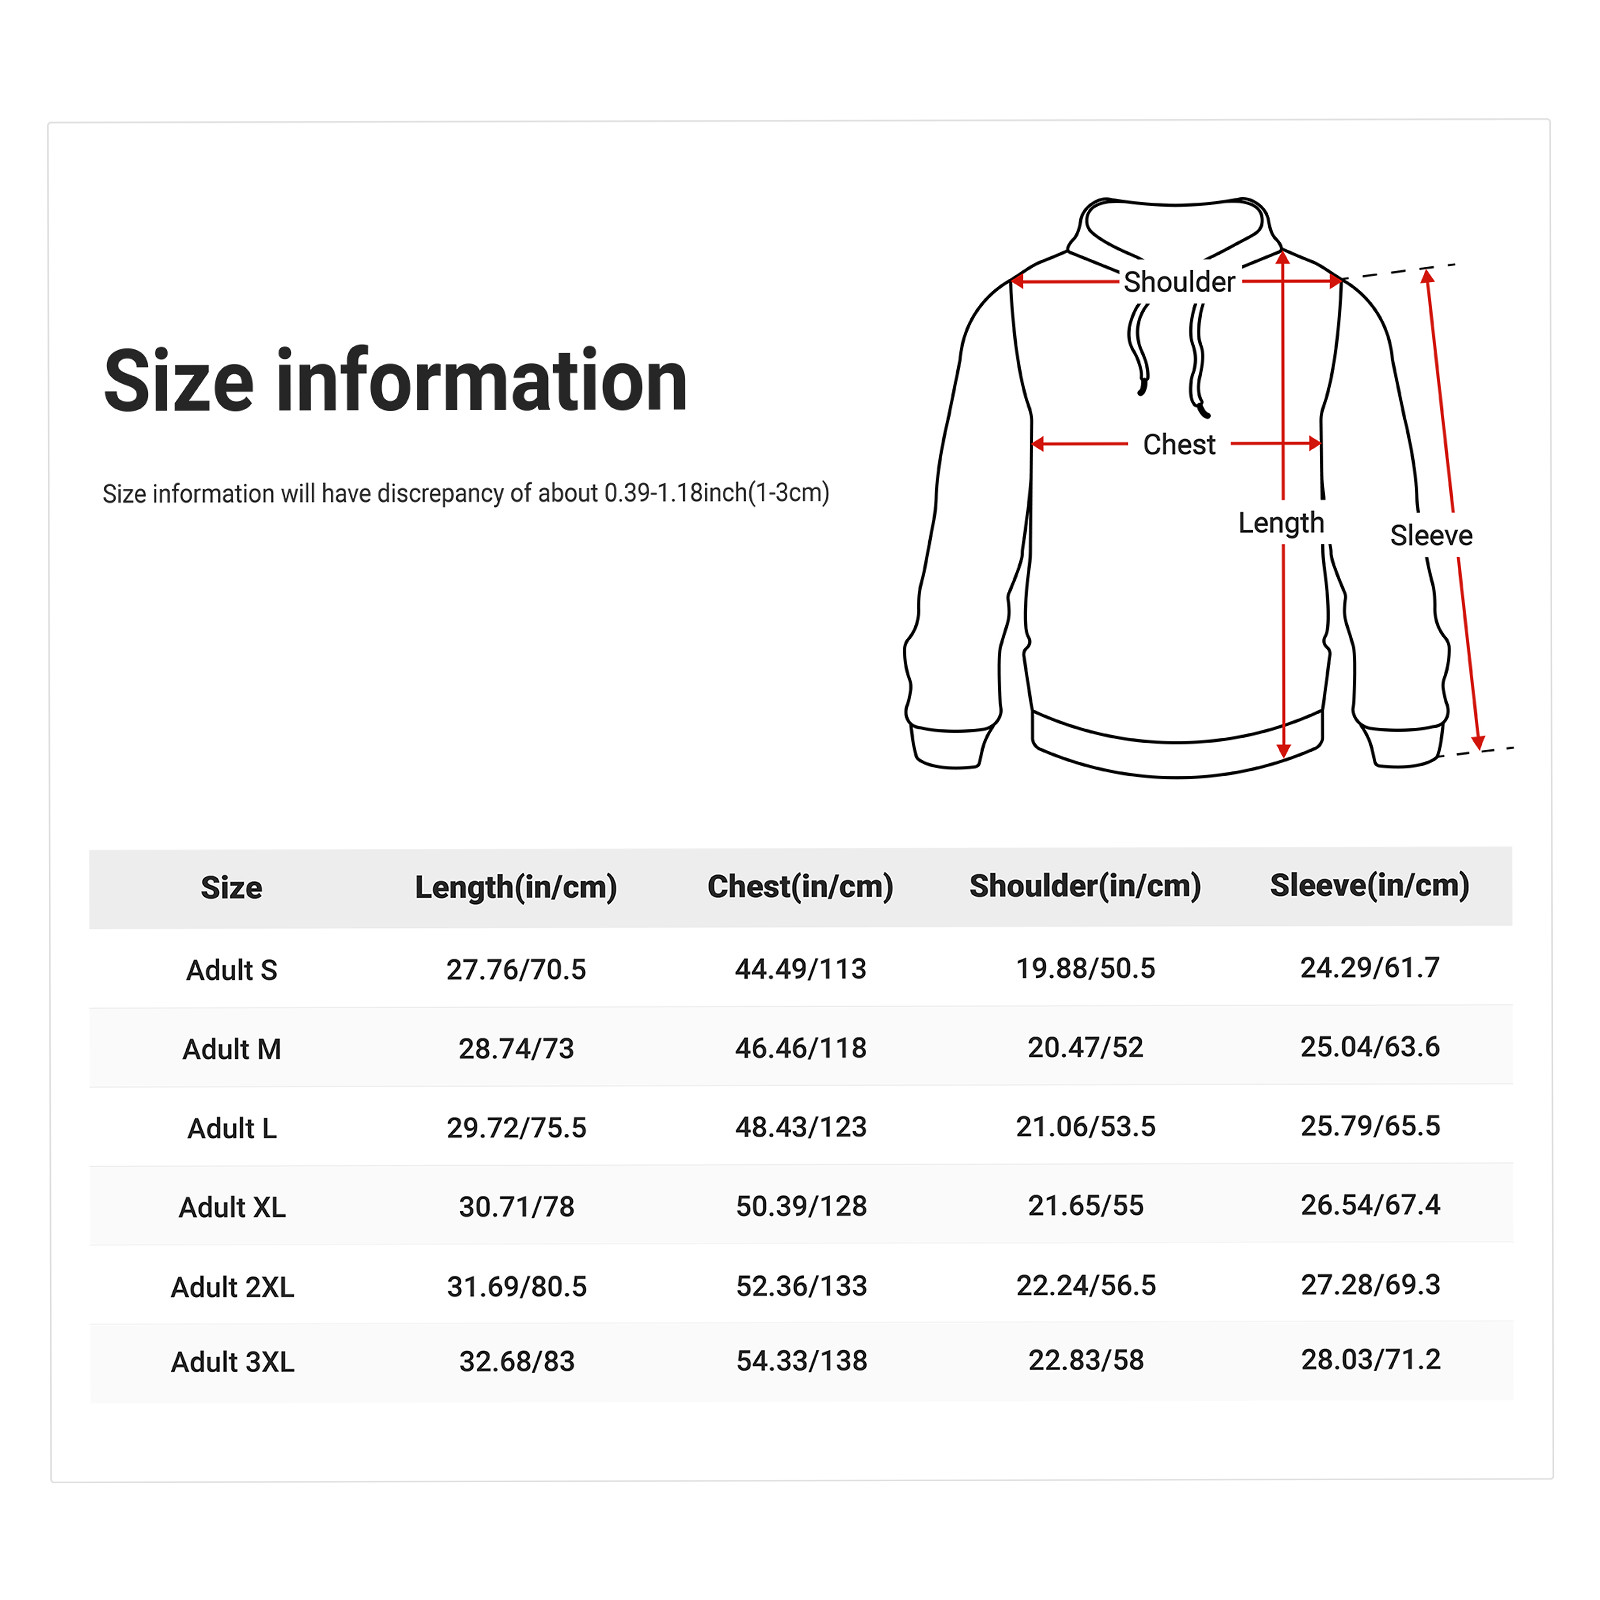 Size information
Size information will have discrepancy of about 0.39-1.18inch(1-3cm)
Shoulder
Chest
Length
Sleeve
Size Length(in/cm) Chest(in/cm) Shoulder(in/cm) Sleeve(in/cm)
Adult S 27.76/70.5 44.49/113 19.88/50.5 24.29/61.7
Adult M 28.74/73 46.46/118 20.47/52 25.04/63.6
Adult L 29.72/75.5 48.43/123 21.06/53.5 25.79/65.5
Adult XL 30.71/78 50.39/128 21.65/55 26.54/67.4
Adult 2XL 31.69/80.5 52.36/133 22.24/56.5 27.28/69.3
Adult 3XL 32.68/83 54.33/138 22.83/58 28.03/71.2